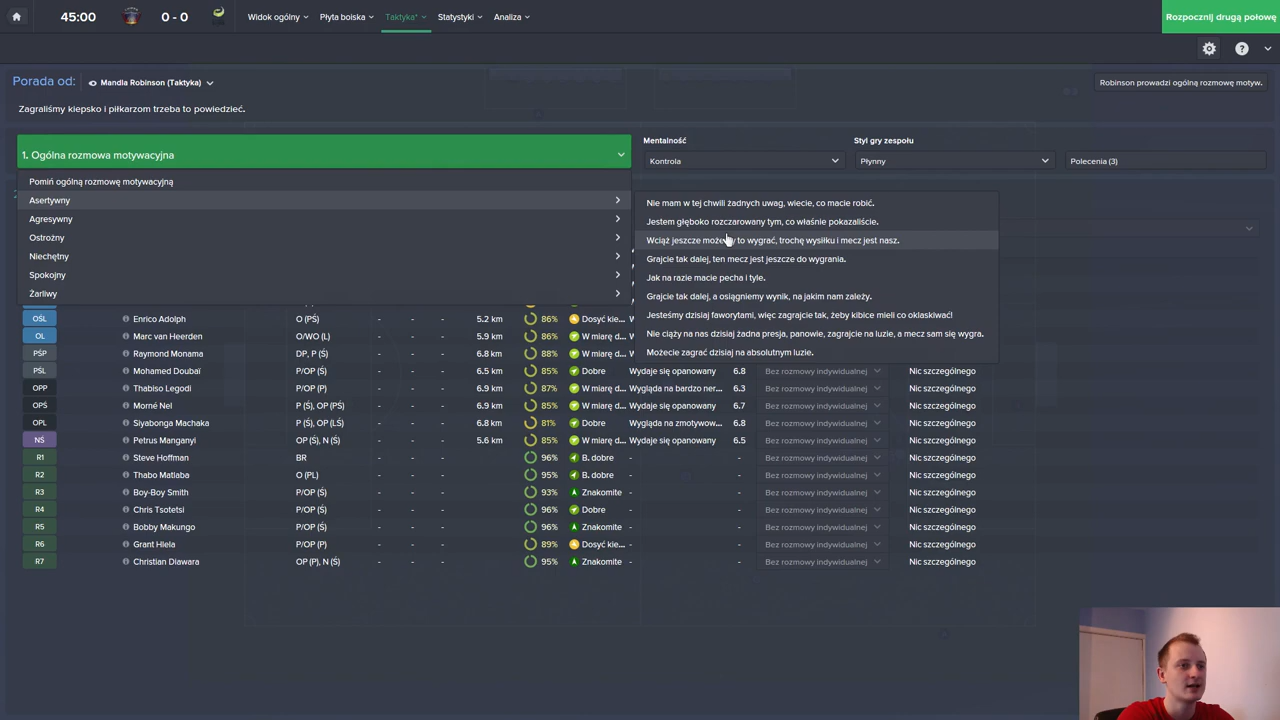 45:00 0 - 0 Widok ogólny Płyta boiska Taktyka* Statystyki Analiza Rozpocznij drugą połowę
Porada od: Mandla Robinson (Taktyka) Robinson prowadzi ogólną rozmowę motyw.
Zagraliśmy kiepsko i piłkarzom trzeba to powiedzieć.
Mentalność Styl gry zespołu
1. Ogólna rozmowa motywacyjna Kontrola Płynny Polecenia (3)
Pomiń ogólną rozmowę motywacyjną
Asertywny
Agresywny
Ostrożny
Niechętny
Spokojny
Żarliwy
Nie mam w tej chwili żadnych uwag, wiecie, co macie robić.
Jestem głęboko rozczarowany tym, co właśnie pokazaliście.
Wciąż jeszcze to wygrać, trochę wysiłku i mecz jest nasz.
Grajcie tak dalej, ten mecz jest jeszcze do wygrania.
Jak na razie macie pecha i tyle.
Grajcie tak dalej, a osiągniemy wynik, na jakim nam zależy.
Jesteśmy dzisiaj faworytami, więc zagrajcie tak, żeby kibice mieli co oklaskiwać!
Nie ciąży na nas dzisiaj żadna presja, panowie, zagrajcie na luzie, a mecz sam się wygra.
Możecie zagrać dzisiaj na absolutnym luzie.
OŚL Enrico Adolph O (PŚ) - - 5.2 km 86% Dosyć kie...
OL Marc van Heerden O/WO (L) - - 6.8 km 86% W miarę d...
PŚP Raymond Monama DP, P (Ś) - - 6.8 km 88% W miarę d...
PŚL Mohamed Doubaï P/OP (Ś) - - 6.5 km 85% Dobre Wydaje się opanowany 6.8 Bez rozmowy indywidualnej Nic szczególnego
OPP Thabiso Legodi P/OP (Ś) - - 6.9 km 87% W miarę d... Wygląda na bardzo ner... 6.3 Bez rozmowy indywidualnej Nic szczególnego
OPŚ Morné Nel P (Ś), OP (PŚ) - - 6.9 km 85% W miarę d... Wydaje się opanowany 6.7 Bez rozmowy indywidualnej Nic szczególnego
OPL Siyabonga Machaka P (Ś), OP (LŚ) - - 6.8 km 81% Dobre Wygląda na zmotywow... 6.8 Bez rozmowy indywidualnej Nic szczególnego
NŚ Petrus Manganyi OP (Ś), N (Ś) - - 5.6 km 85% W miarę d... Wydaje się opanowany 6.5 Bez rozmowy indywidualnej Nic szczególnego
R1 Steve Hoffman BR - - - 96% B. dobre - - Bez rozmowy indywidualnej Nic szczególnego
R2 Thabo Matlaba O (PL) - - - 95% B. dobre - - Bez rozmowy indywidualnej Nic szczególnego
R3 Boy-Boy Smith P/OP (Ś) - - - 93% Znakomite - - Bez rozmowy indywidualnej Nic szczególnego
R4 Chris Tsotetsi P/OP (Ś) - - - 96% Dobre - - Bez rozmowy indywidualnej Nic szczególnego
R5 Bobby Makungo P/OP (Ś) - - - 96% Znakomite - - Bez rozmowy indywidualnej Nic szczególnego
R6 Grant Hlela P/OP (P) - - - 89% Dosyć kie... - - Bez rozmowy indywidualnej Nic szczególnego
R7 Christian Diawara OP (P), N (Ś) - - - 95% Znakomite - - Bez rozmowy indywidualnej Nic szczególnego